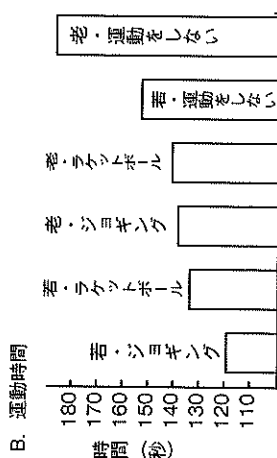 B. 運動時間
時間（秒）
180
170
160
150
140
130
120
110
若・ジョギング
若・ラケットボール
老・ジョギング
老・ラケットボール
若・運動をしない
老・運動をしない